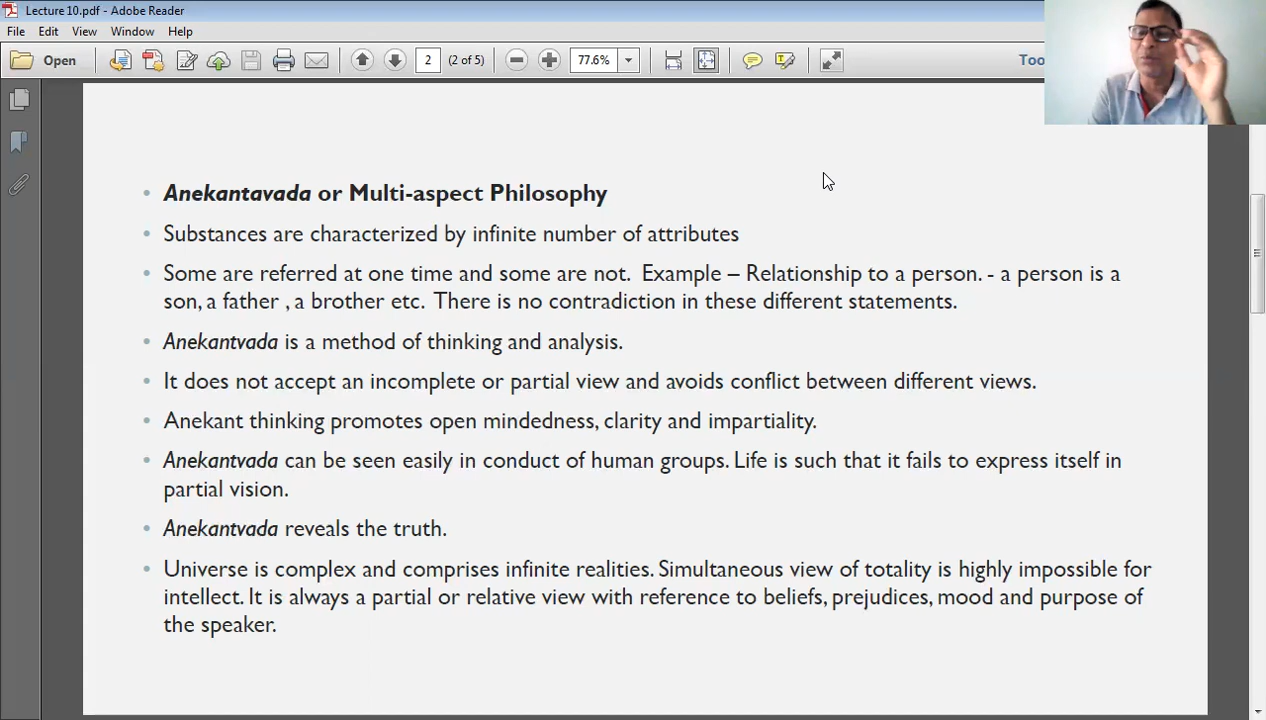 Lecture 10.pdf - Adobe Reader
File Edit View Window Help
Open 2 (2 of 5) 77.6%
Anekantavada or Multi-aspect Philosophy
Substances are characterized by infinite number of attributes
Some are referred at one time and some are not. Example – Relationship to a person. - a person is a
son, a father , a brother etc. There is no contradiction in these different statements.
Anekantvada is a method of thinking and analysis.
It does not accept an incomplete or partial view and avoids conflict between different views.
Anekant thinking promotes open mindedness, clarity and impartiality.
Anekantvada can be seen easily in conduct of human groups. Life is such that it fails to express itself in
partial vision.
Anekantvada reveals the truth.
Universe is complex and comprises infinite realities. Simultaneous view of totality is highly impossible for
intellect. It is always a partial or relative view with reference to beliefs, prejudices, mood and purpose of
the speaker.